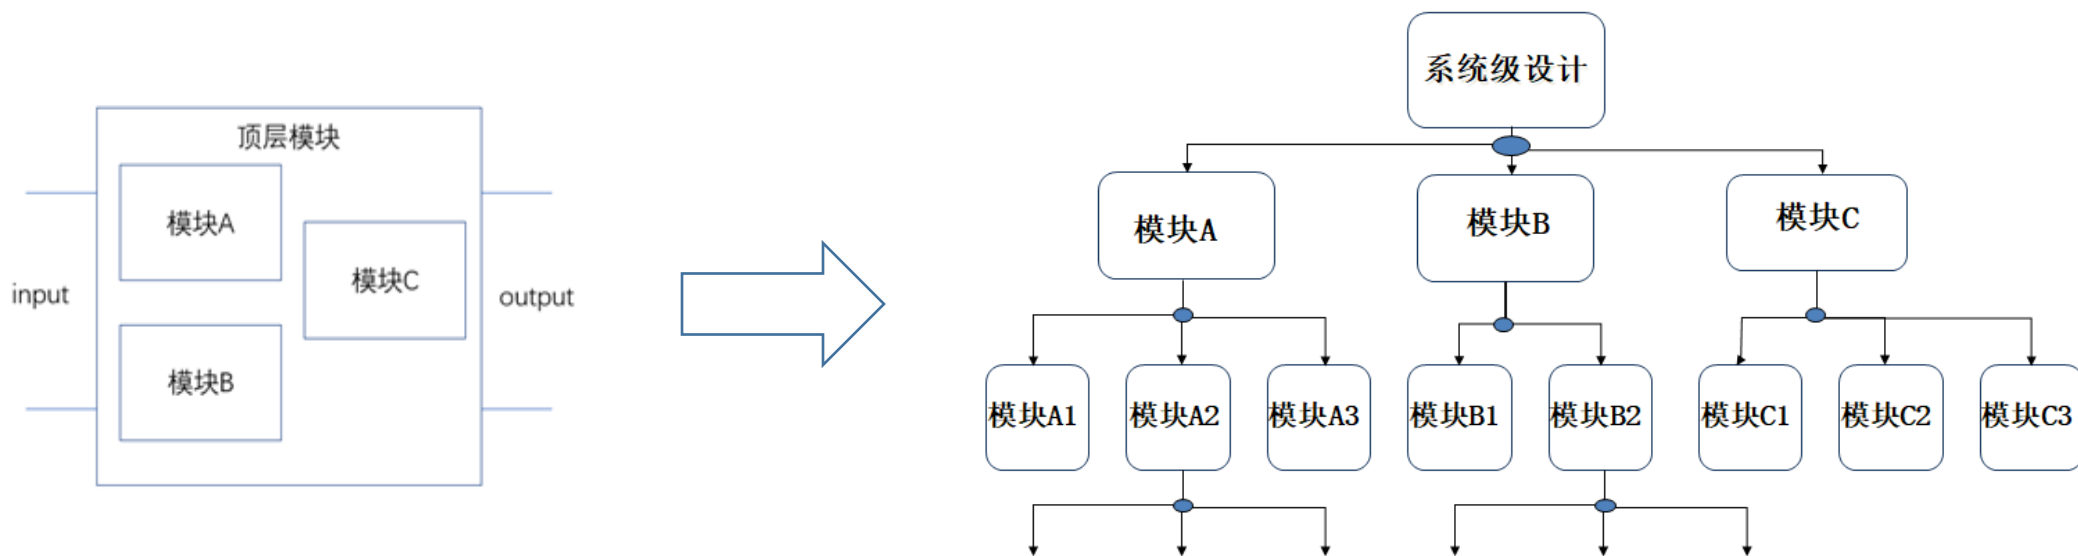 顶层模块
模块A
模块C
模块B
input
output
系统级设计
模块A
模块B
模块C
模块A1
模块A2
模块A3
模块B1
模块B2
模块C1
模块C2
模块C3